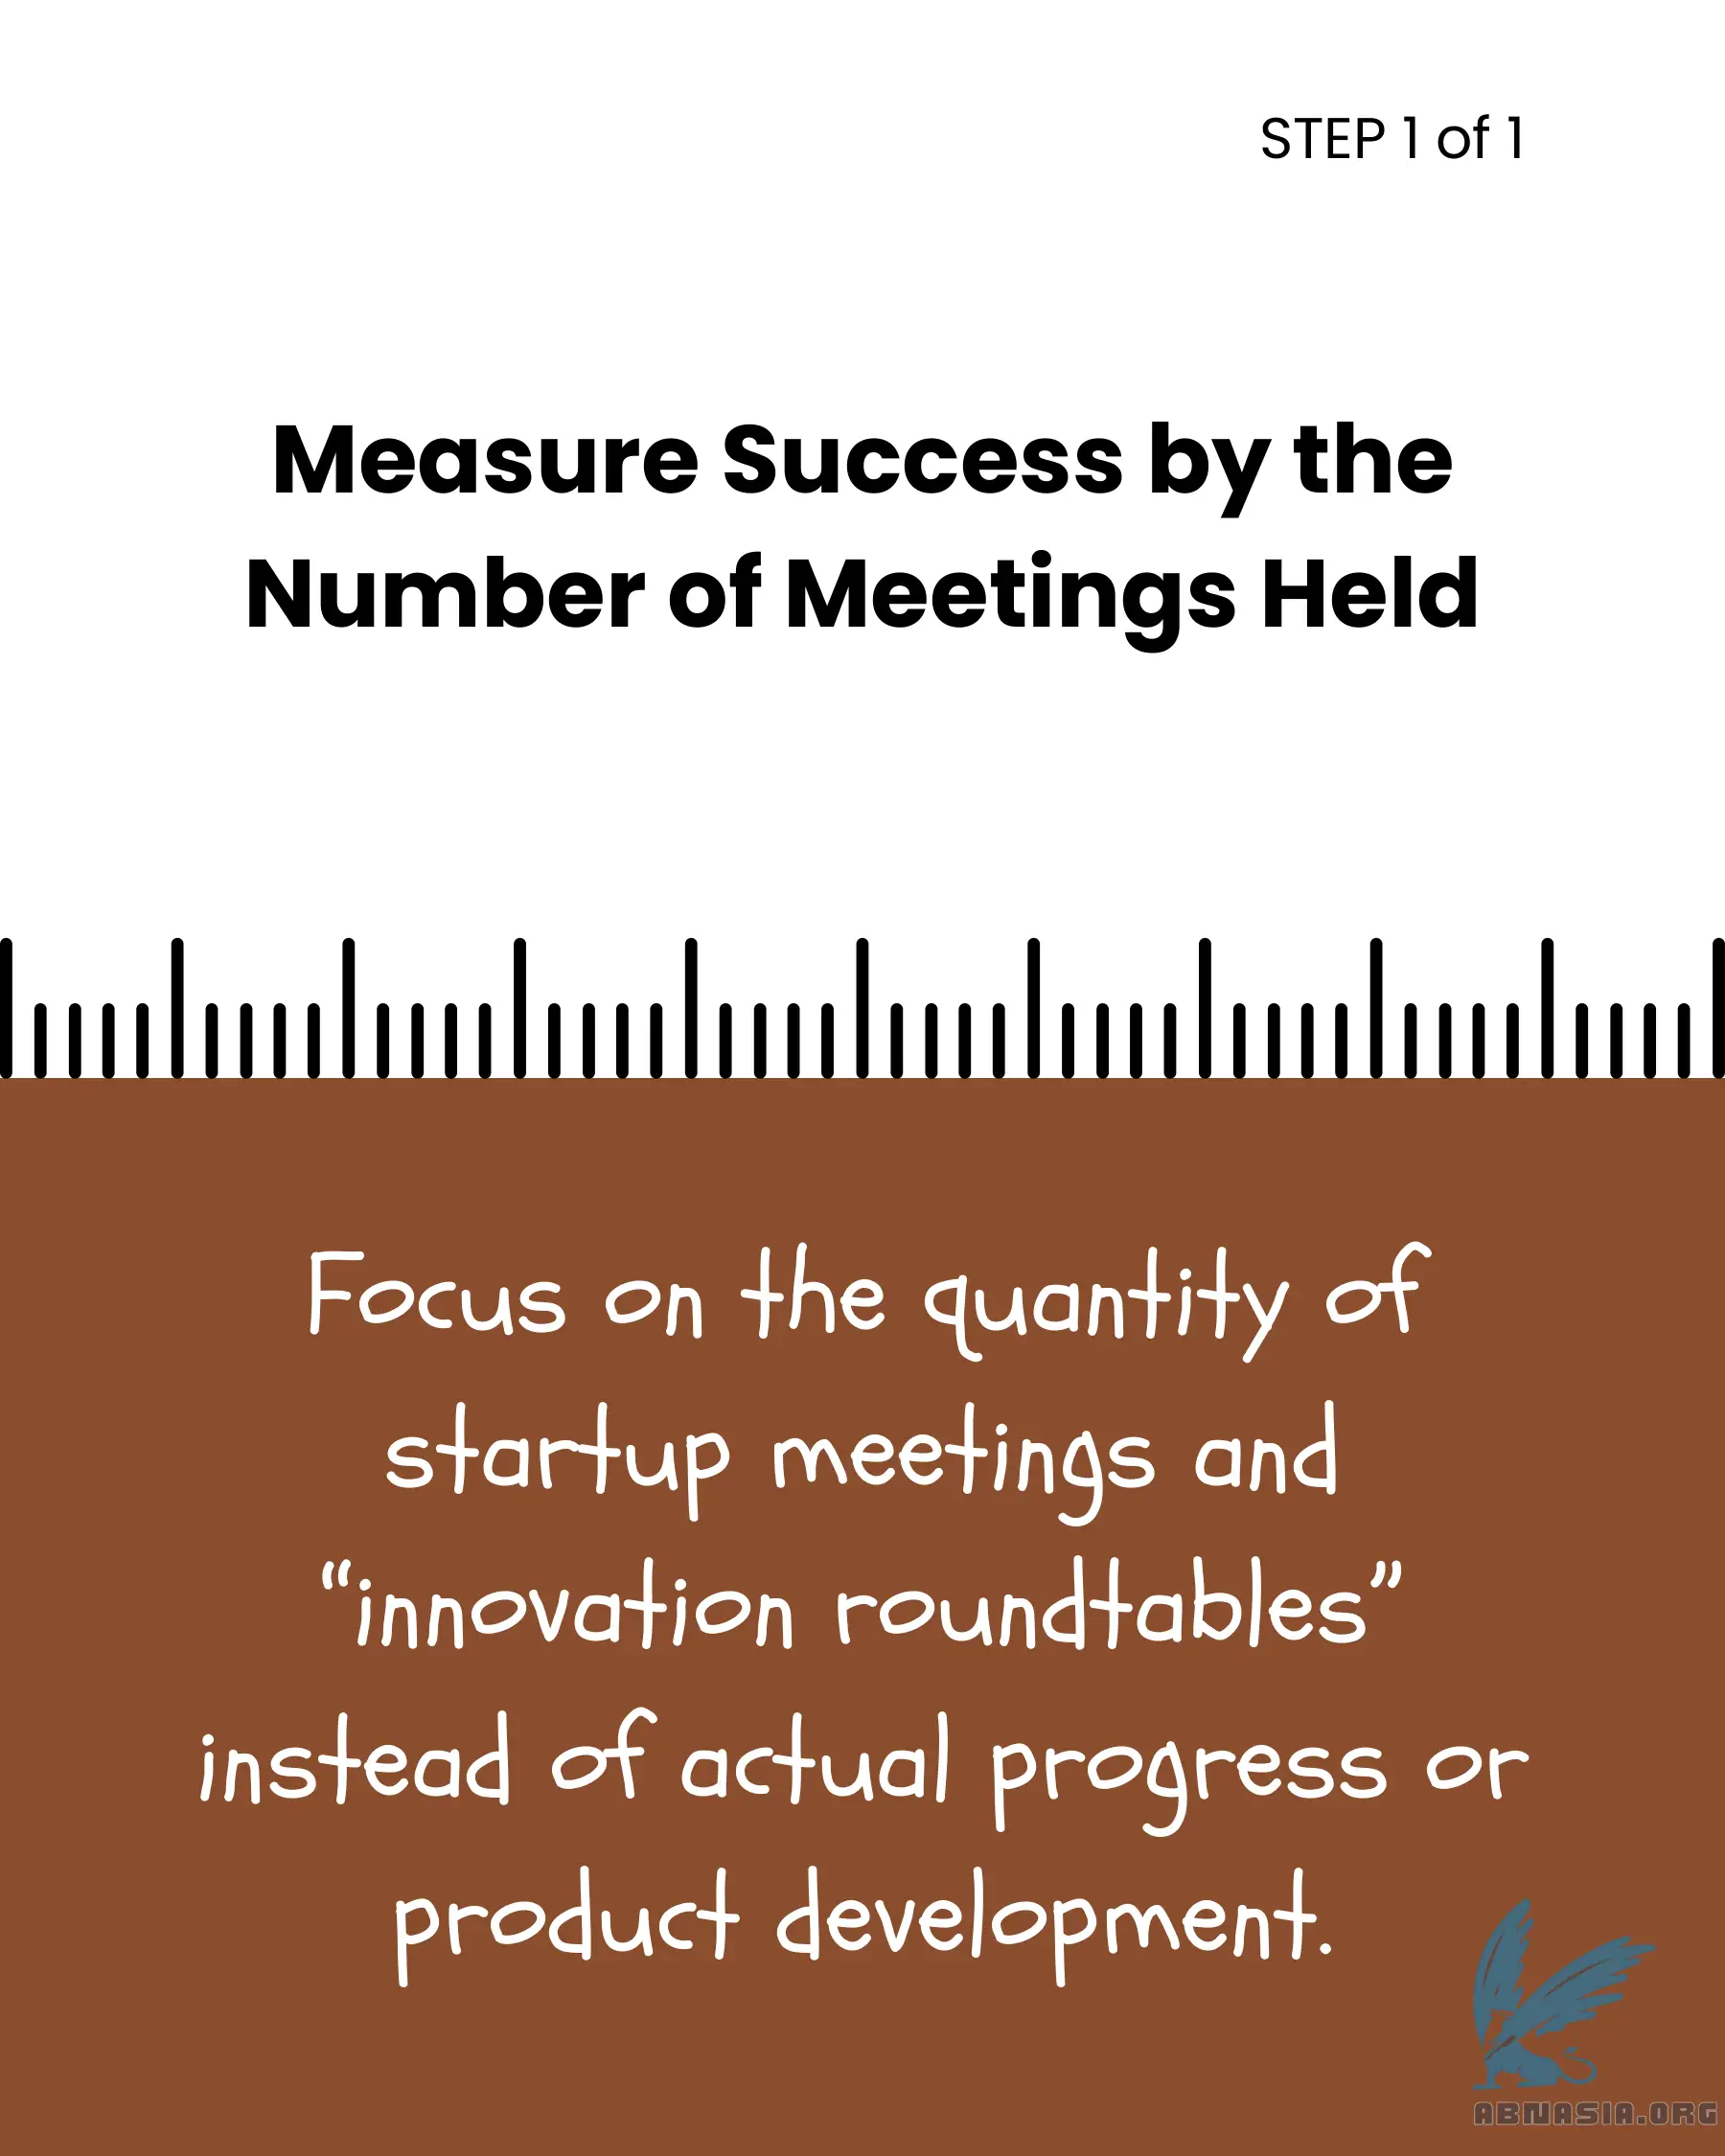 STEP 1 of 1
Measure Success by the
Number of Meetings Held
Focus on the quantity of
startup meetings and
“innovation roundtables”
instead of actual progress or
product development.
ABNASIA.ORG